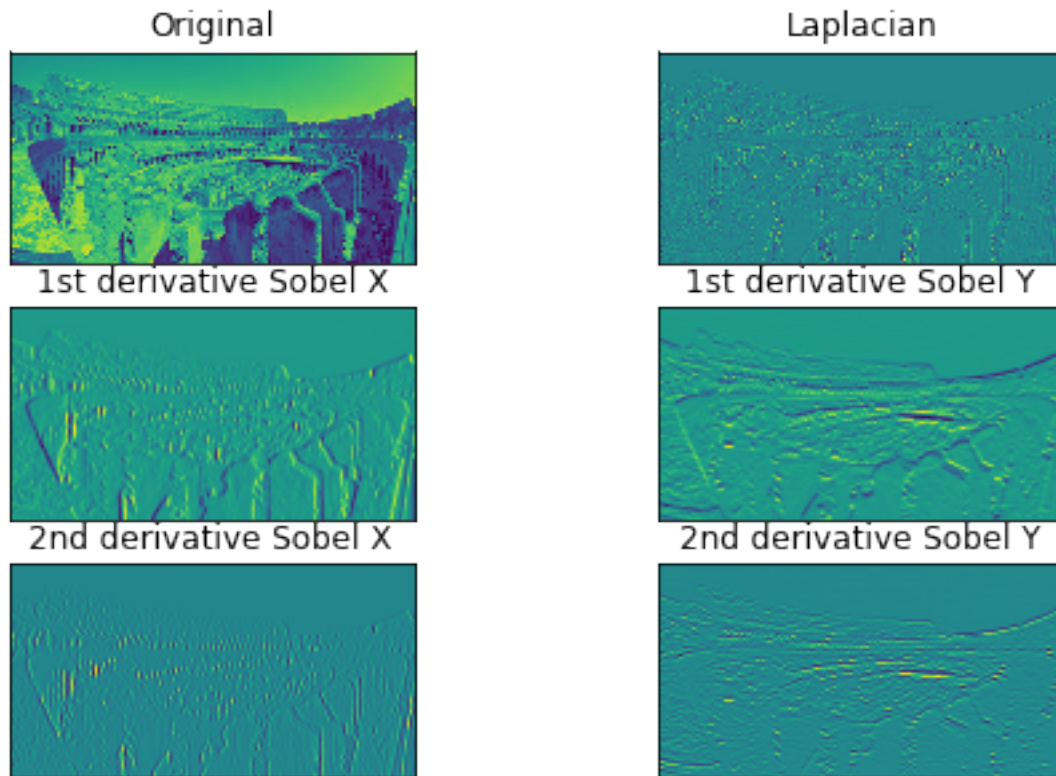 Original
Laplacian
1st derivative Sobel X
1st derivative Sobel Y
2nd derivative Sobel X
2nd derivative Sobel Y